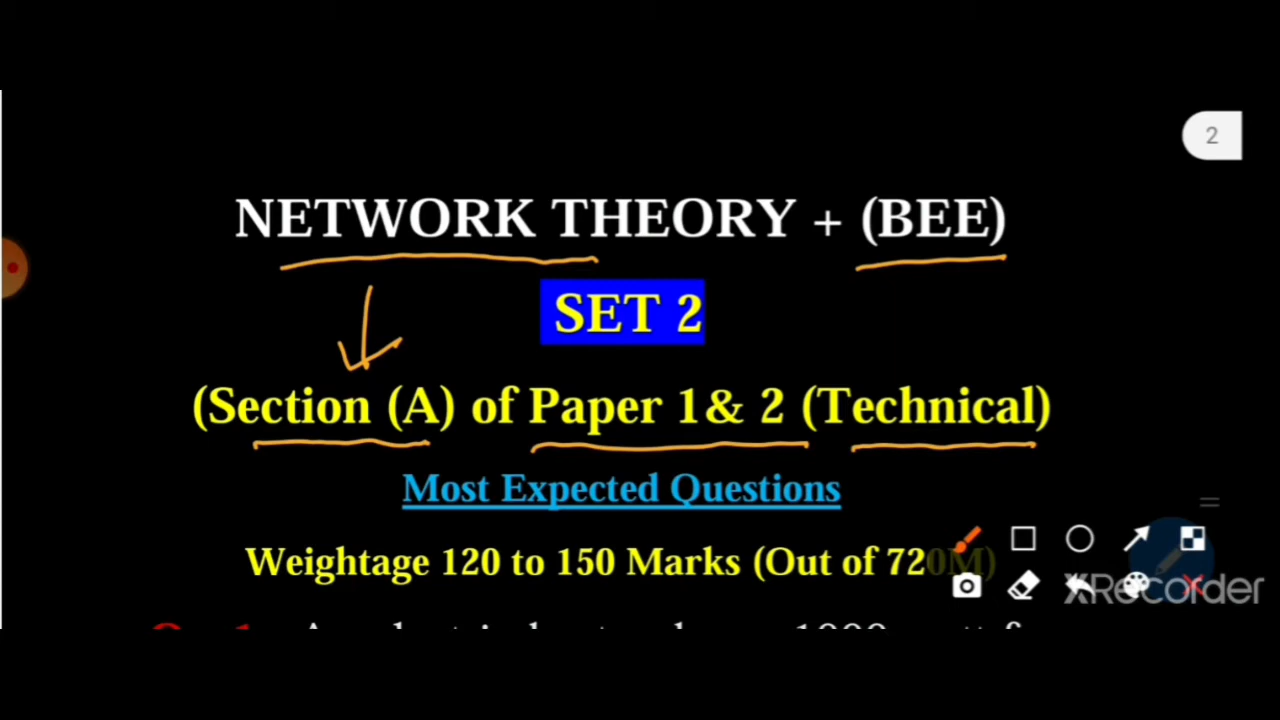 2
NETWORK THEORY + (BEE)
SET 2
(Section (A) of Paper 1& 2 (Technical)
Most Expected Questions
Weightage 120 to 150 Marks (Out of 720M)
XRecorder